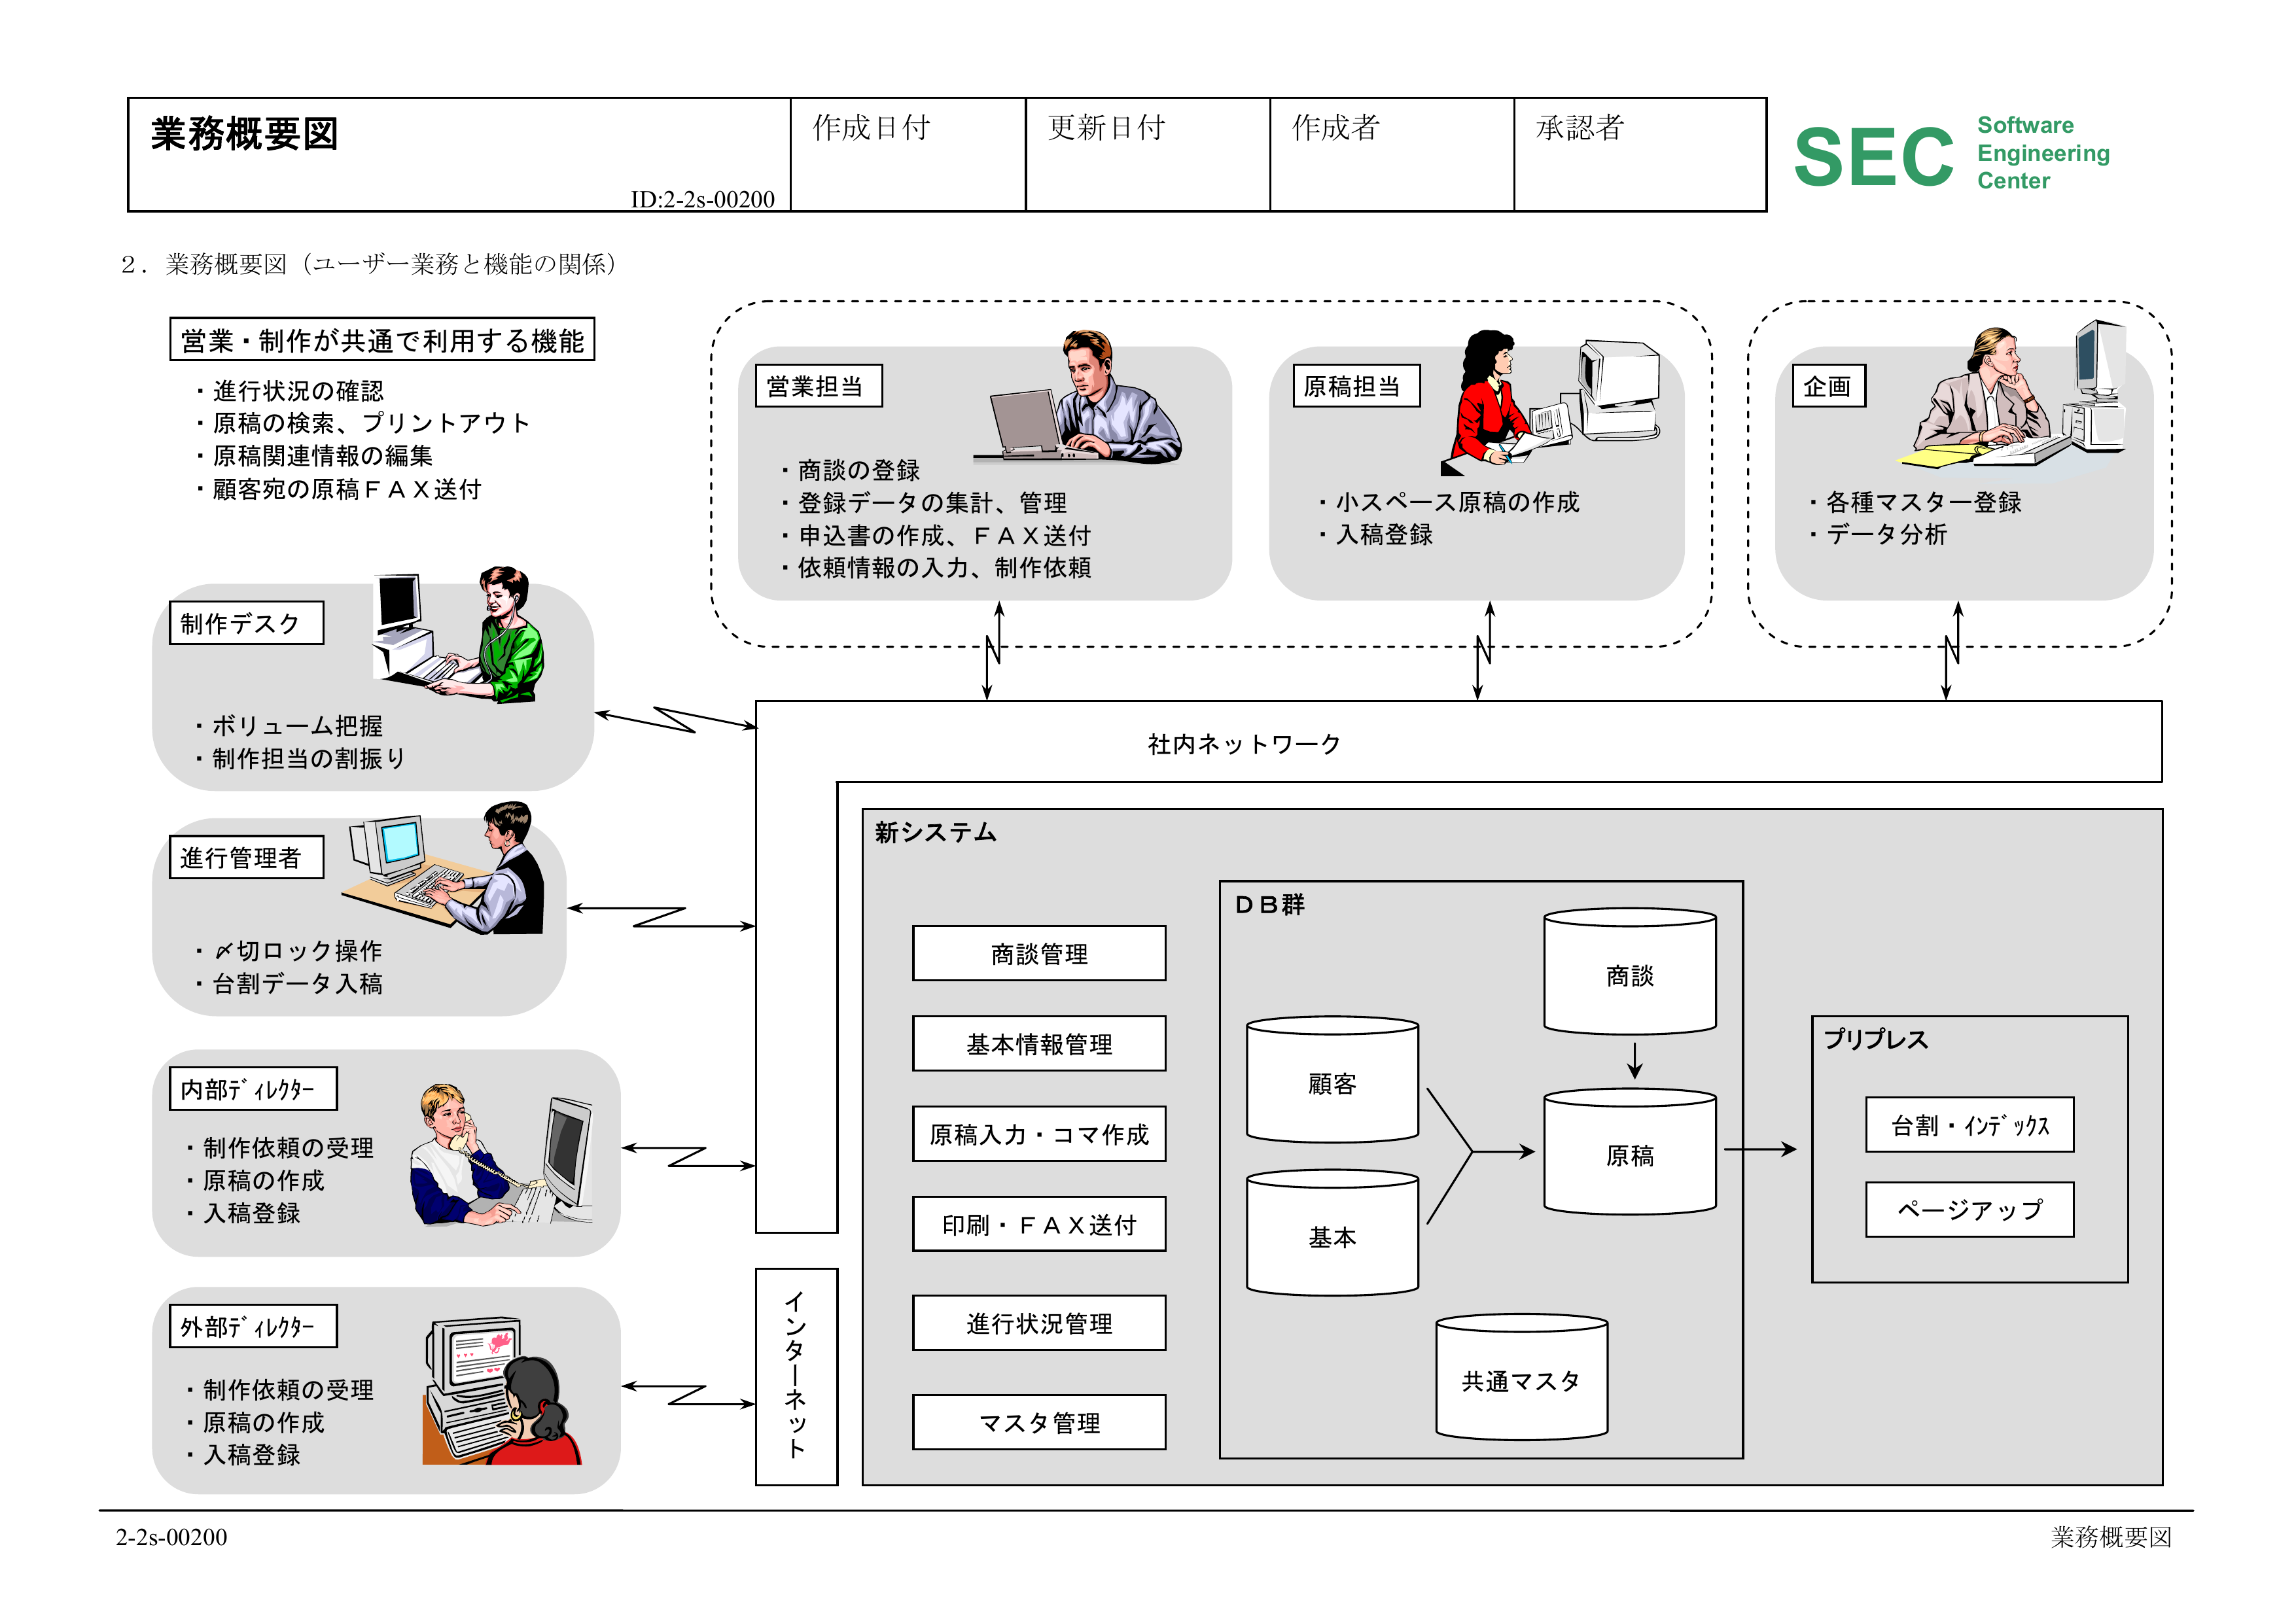 業務概要図
ID:2-2s-00200
作成日付
更新日付
作成者
承認者
SEC
Software
Engineering
Center
２．業務概要図（ユーザー業務と機能の関係）
営業・制作が共通で利用する機能
・進行状況の確認
・原稿の検索、プリントアウト
・原稿関連情報の編集
・顧客宛の原稿ＦＡＸ送付
営業担当
・商談の登録
・登録データの集計、管理
・申込書の作成、ＦＡＸ送付
・依頼情報の入力、制作依頼
原稿担当
・小スペース原稿の作成
・入稿登録
企画
・各種マスター登録
・データ分析
制作デスク
・ボリューム把握
・制作担当の割振り
進行管理者
・〆切ロック操作
・台割データ入稿
内部ﾃﾞｨﾚｸﾀｰ
・制作依頼の受理
・原稿の作成
・入稿登録
外部ﾃﾞｨﾚｸﾀｰ
・制作依頼の受理
・原稿の作成
・入稿登録
社内ネットワーク
インターネット
新システム
商談管理
基本情報管理
原稿入力・コマ作成
印刷・ＦＡＸ送付
進行状況管理
マスタ管理
ＤＢ群
商談
顧客
原稿
基本
共通マスタ
プリプレス
台割・ｲﾝﾃﾞｯｸｽ
ページアップ
2-2s-00200
業務概要図